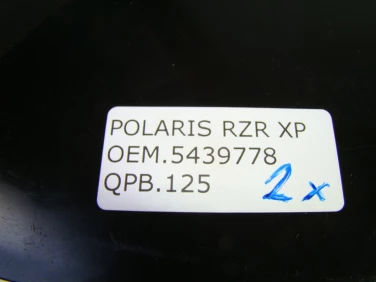 POLARIS RZR XP
OEM.5439778
QPB.125 2x